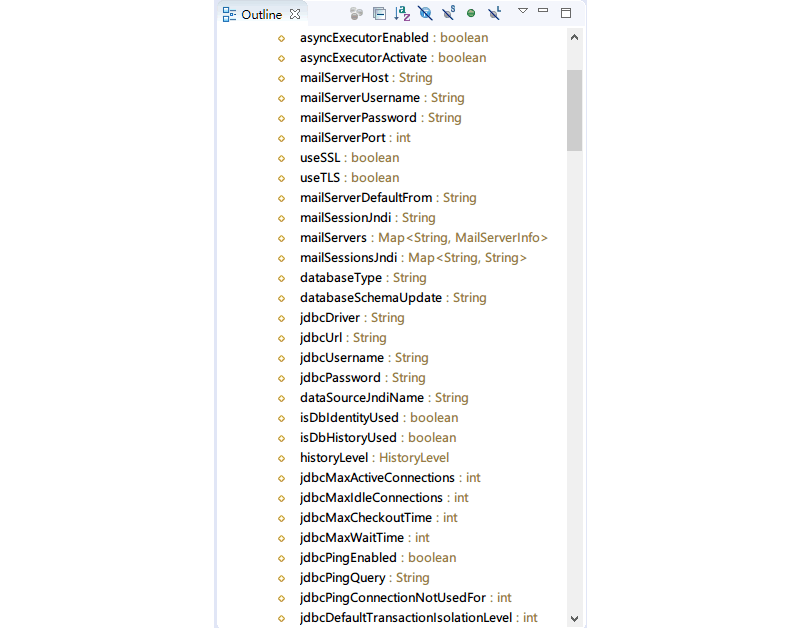 Outline
asyncExecutorEnabled : boolean
asyncExecutorActivate : boolean
mailServerHost : String
mailServerUsername : String
mailServerPassword : String
mailServerPort : int
useSSL : boolean
useTLS : boolean
mailServerDefaultFrom : String
mailSessionJndi : String
mailServers : Map<String, MailServerInfo>
mailSessionsJndi : Map<String, String>
databaseType : String
databaseSchemaUpdate : String
jdbcDriver : String
jdbcUrl : String
jdbcUsername : String
jdbcPassword : String
dataSourceJndiName : String
isDbIdentityUsed : boolean
isDbHistoryUsed : boolean
historyLevel : HistoryLevel
jdbcMaxActiveConnections : int
jdbcMaxIdleConnections : int
jdbcMaxCheckoutTime : int
jdbcMaxWaitTime : int
jdbcPingEnabled : boolean
jdbcPingQuery : String
jdbcPingConnectionNotUsedFor : int
jdbcDefaultTransactionIsolationLevel : int